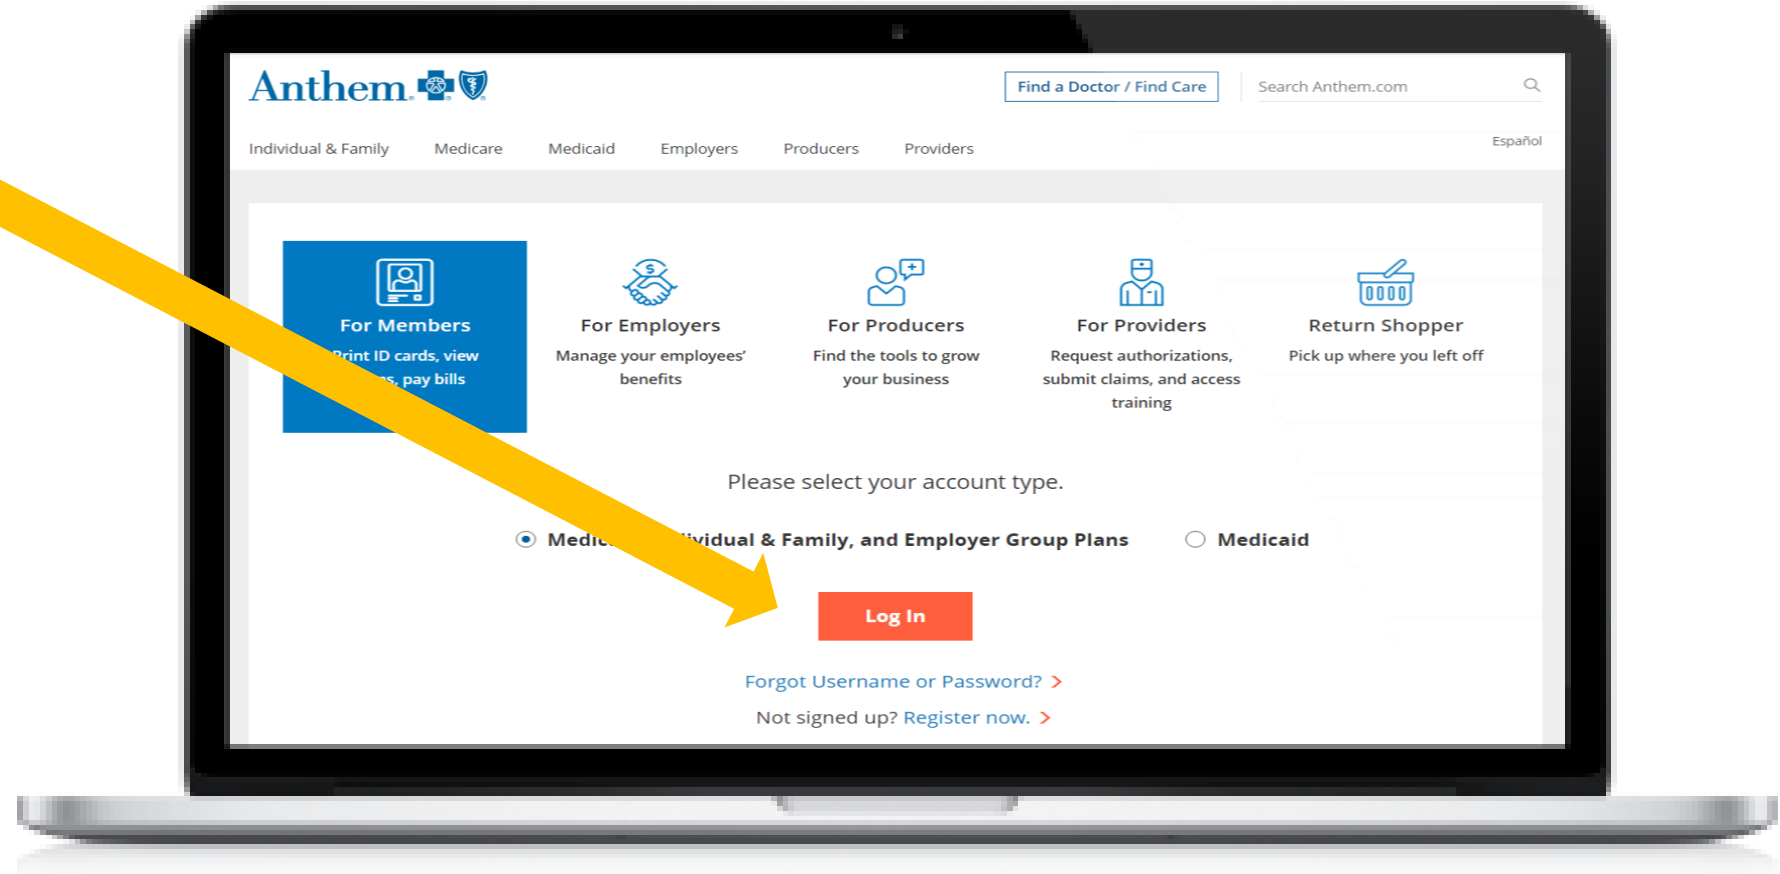 Anthem.
Find a Doctor / Find Care
Search Anthem.com
Individual & Family Medicare Medicaid Employers Producers Providers
Español
For Members
Print ID cards, view
pay bills
For Employers
Manage your employees'
benefits
For Producers
Find the tools to grow
your business
For Providers
Request authorizations,
submit claims, and access
training
Return Shopper
Pick up where you left off
Please select your account type.
& Family, and Employer Group Plans
Medicaid
Log In
Forgot Username or Password? >
Not signed up? Register now. >